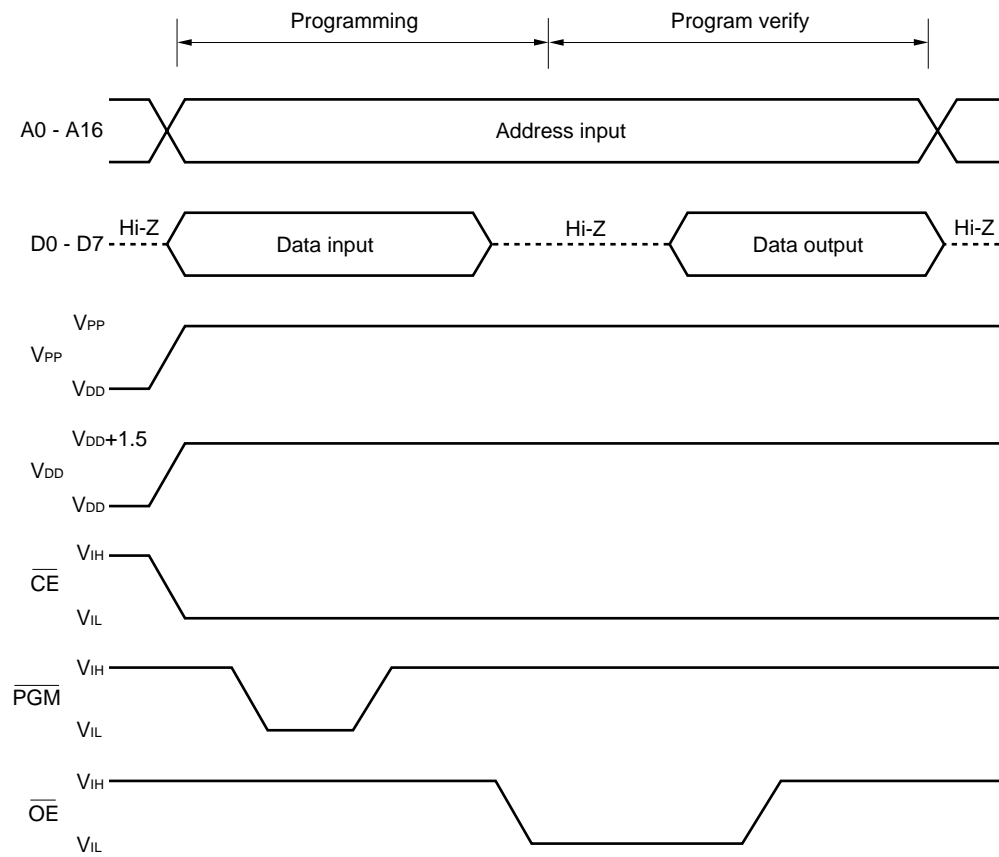 Programming Program verify
A0 - A16 Address input
Hi-Z Hi-Z Hi-Z
D0 - D7 Data input Data output
VPP
VPP
VDD
VDD+1.5
VDD
VDD
VIH
CE
VIL
VIH
PGM
VIL
VIH
OE
VIL